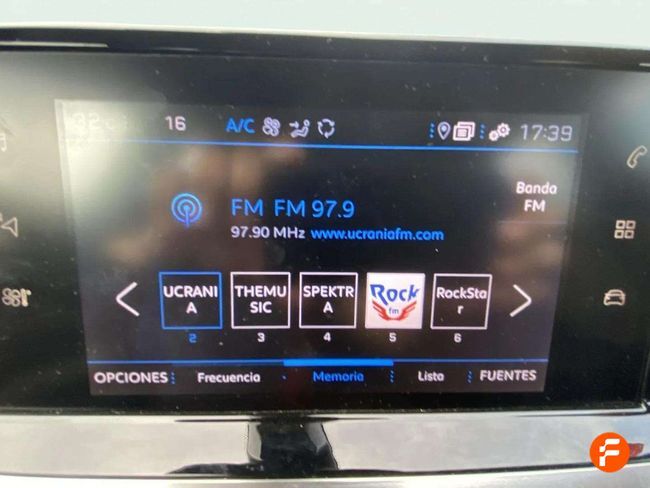 32°C 16 A/C 17:39
Banda
FM
FM FM 97.9
97.90 MHz www.ucraniafm.com
UCRANI
A
THEMU
SIC
SPEKTR
A
Rock
fm
RockSta
r
2 3 4 5 6
OPCIONES Frecuencia Memoria Lista FUENTES
F